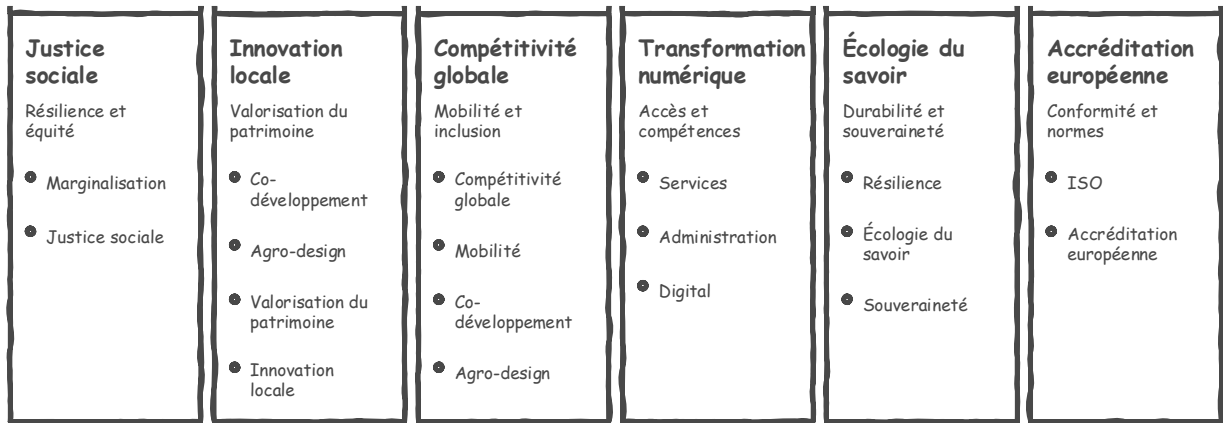 Justice
sociale
Résilience et
équité
Marginalisation
Justice sociale
Innovation
locale
Valorisation du
patrimoine
Co-
développement
Agro-design
Valorisation du
patrimoine
Innovation
locale
Compétitivité
globale
Mobilité et
inclusion
Compétitivité
globale
Mobilité
Co-
développement
Agro-design
Transformation
numérique
Accès et
compétences
Services
Administration
Digital
Écologie du
savoir
Durabilité et
souveraineté
Résilience
Écologie du
savoir
Souveraineté
Accréditation
européenne
Conformité et
normes
ISO
Accréditation
européenne